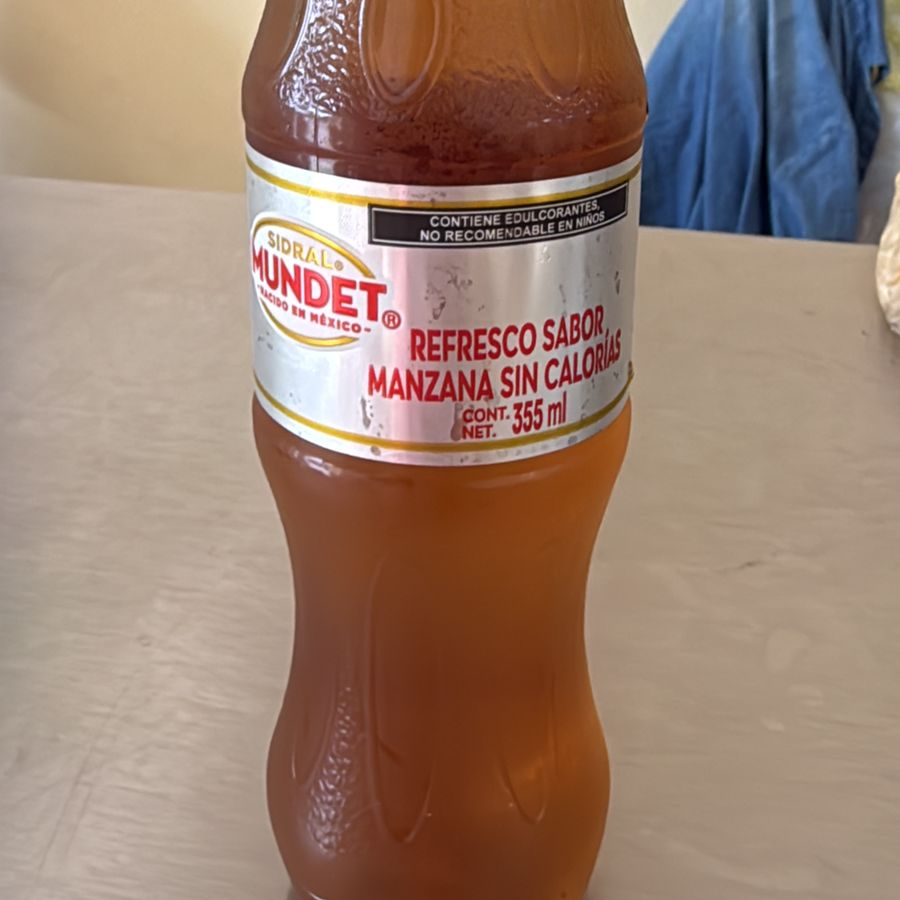 CONTIENE EDULCORANTES,
NO RECOMENDABLE EN NIÑOS
SIDRAL®
MUNDET®
-NACIDO EN MÉXICO-
REFRESCO SABOR
MANZANA SIN CALORÍAS
CONT. NET. 355 ml